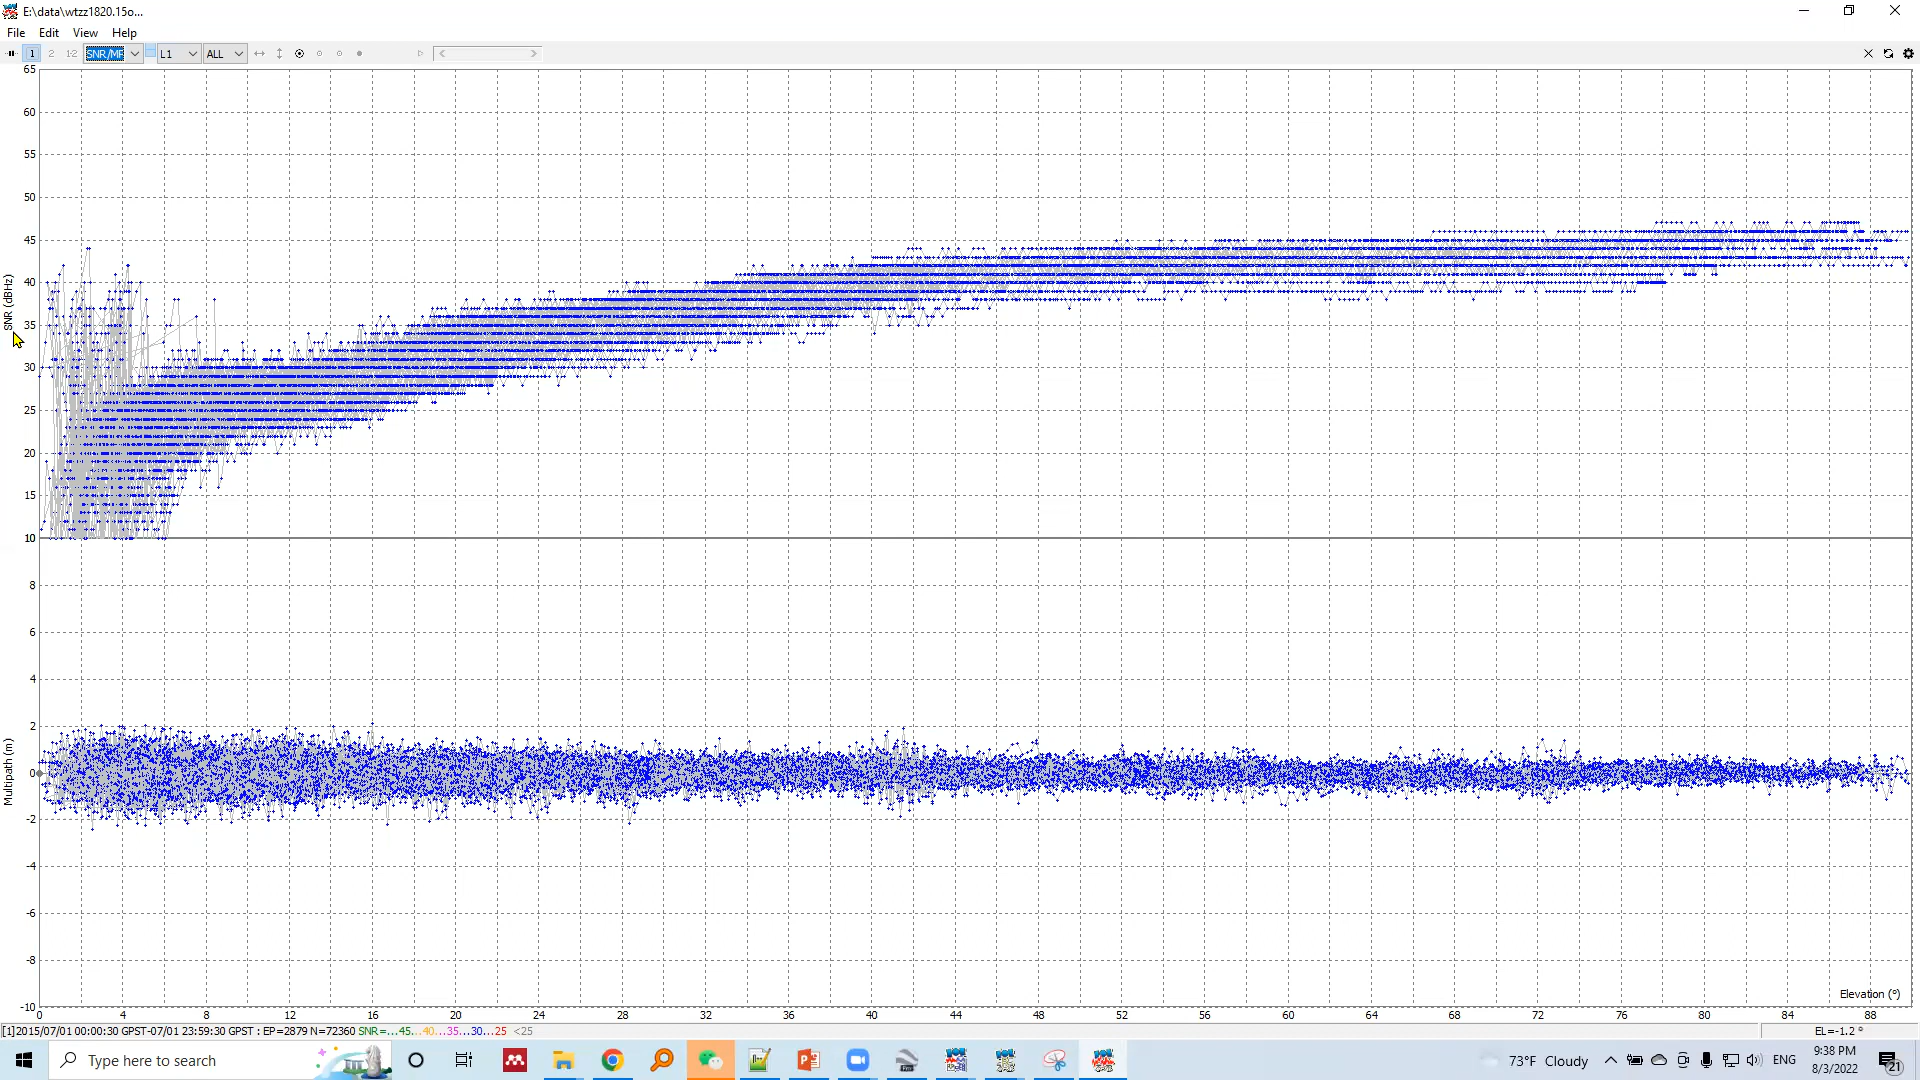 E:\data\wtzz1820.15o...
File Edit View Help
1 2 1-2 SNR/MP L1 ALL
65
60
55
50
45
40
35
30
25
20
15
10
SNR (dBHz)
8
6
4
2
0
-2
-4
-6
-8
-10
Multipath (m)
Elevation (°)
0 4 8 12 16 20 24 28 32 36 40 44 48 52 56 60 64 68 72 76 80 84 88
[1]2015/07/01 00:00:30 GPST-07/01 23:59:30 GPST : EP=2879 N=72360 SNR=...45...40...35...30...25 <25
EL=-1.2 °
Type here to search
73°F Cloudy
ENG
9:38 PM
8/3/2022
21